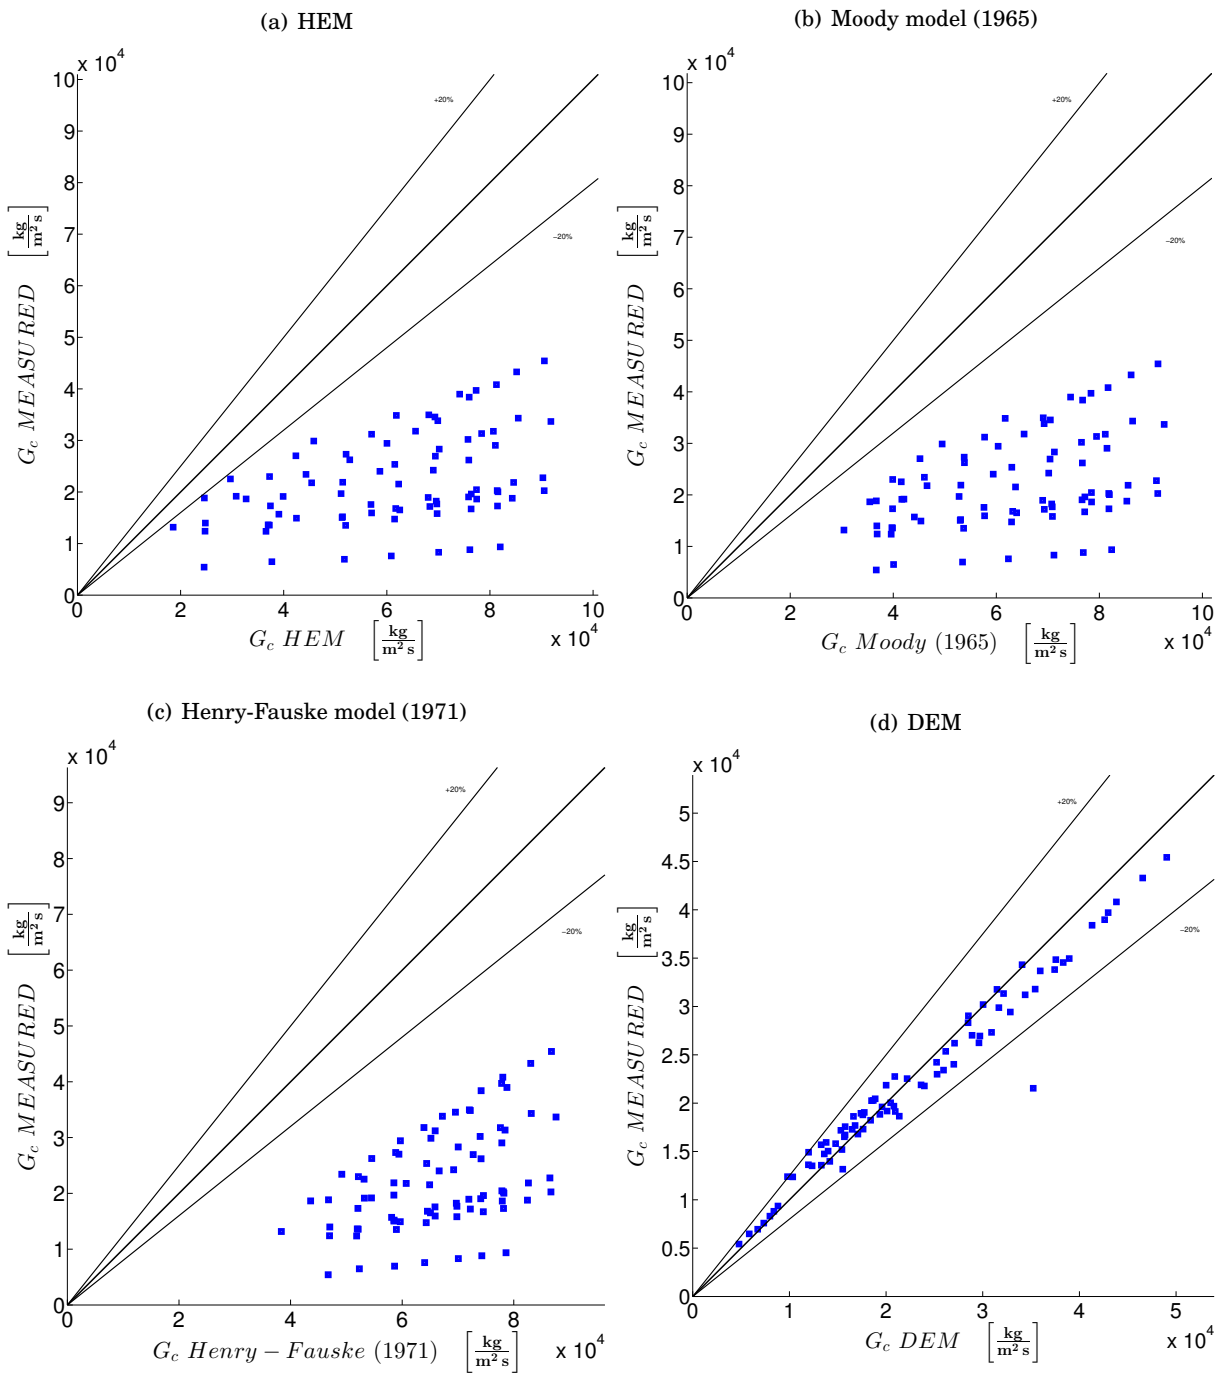 (a) HEM
x 10^4
10
9
8
7
6
5
4
3
2
1
0
+20%
−20%
G_c MEASURED [kg/m² s]
0 2 4 6 8 10
x 10^4
G_c HEM [kg/m² s]
(b) Moody model (1965)
x 10^4
10
9
8
7
6
5
4
3
2
1
0
+20%
−20%
G_c MEASURED [kg/m² s]
0 2 4 6 8 10
x 10^4
G_c Moody (1965) [kg/m² s]
(c) Henry-Fauske model (1971)
x 10^4
9
8
7
6
5
4
3
2
1
0
+20%
−20%
G_c MEASURED [kg/m² s]
0 2 4 6 8
x 10^4
G_c Henry − Fauske (1971) [kg/m² s]
(d) DEM
x 10^4
5
4.5
4
3.5
3
2.5
2
1.5
1
0.5
0
+20%
−20%
G_c MEASURED [kg/m² s]
0 1 2 3 4 5
x 10^4
G_c DEM [kg/m² s]